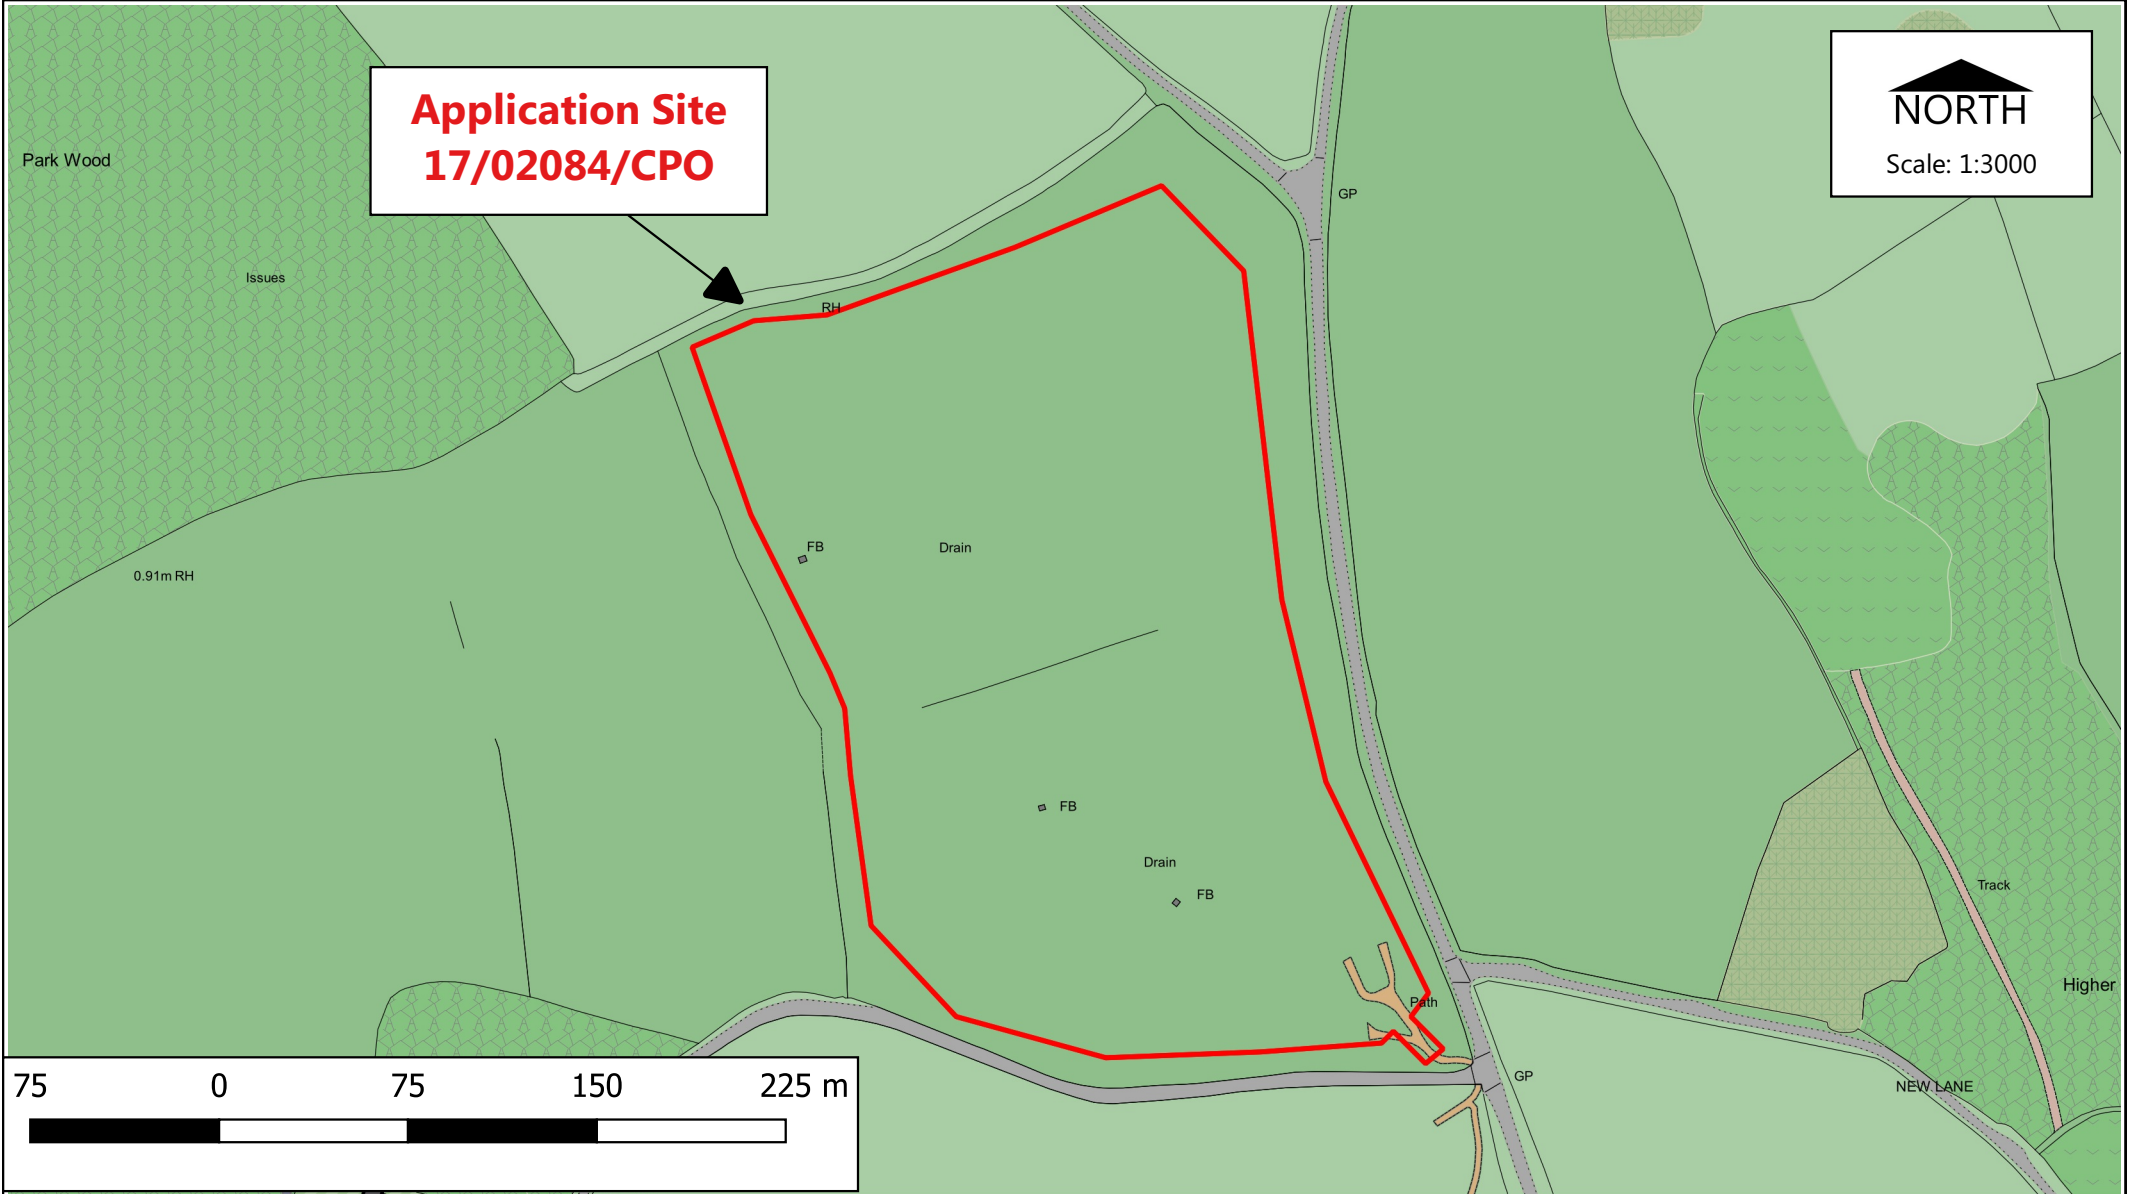 Application Site
17/02084/CPO
NORTH
Scale: 1:3000
Park Wood
GP
Issues
RH
FB
Drain
0.91m RH
FB
Drain
FB
Track
Path
Higher
GP
NEW LANE
75
0
75
150
225 m